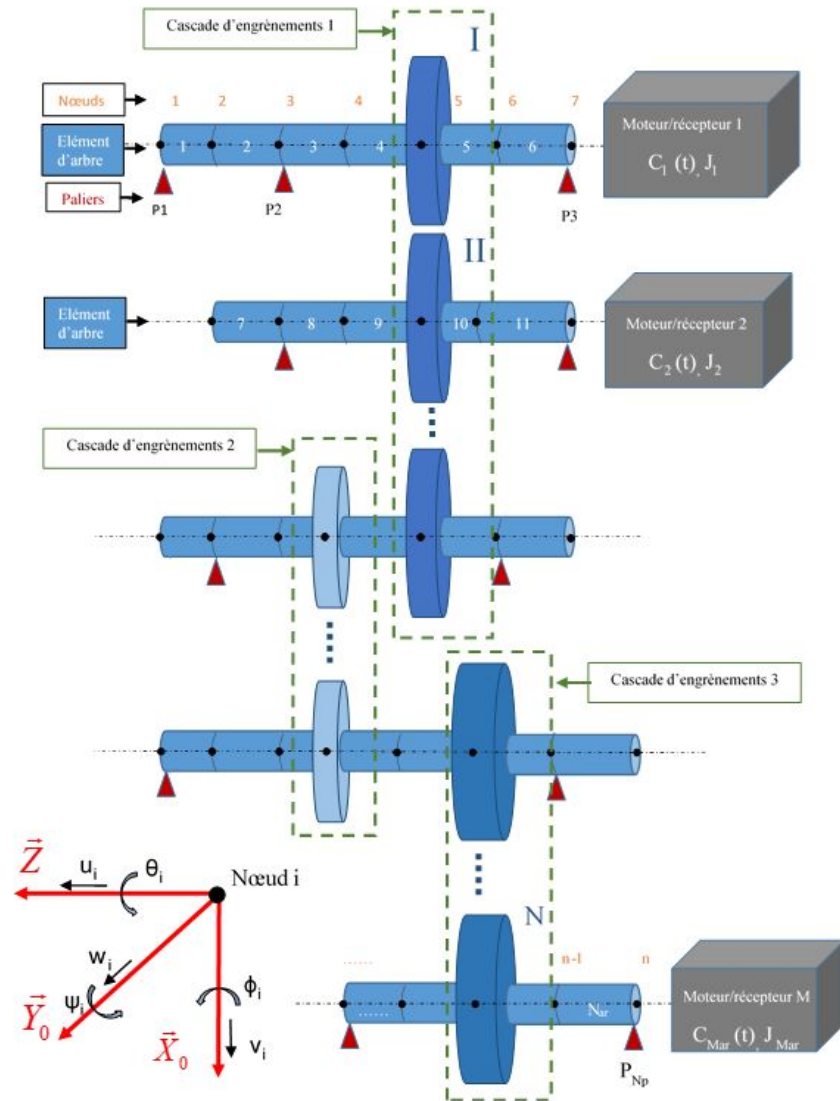 Cascade d'engrènements 1
I
Nœuds
1 2 3 4 5 6 7
Elément
d'arbre
1 2 3 4 5 6
Paliers
P1 P2 P3
Moteur/récepteur 1
C1 (t), J1
II
Elément
d'arbre
7 8 9 10 11
Moteur/récepteur 2
C2 (t), J2
Cascade d'engrènements 2
Cascade d'engrènements 3
Z
ui θi
Nœud i
wi
ψi
Y0
ϕi
vi
X0
N
...... n-1 n
...... Nar
PNp
Moteur/récepteur M
CMar (t), JMar